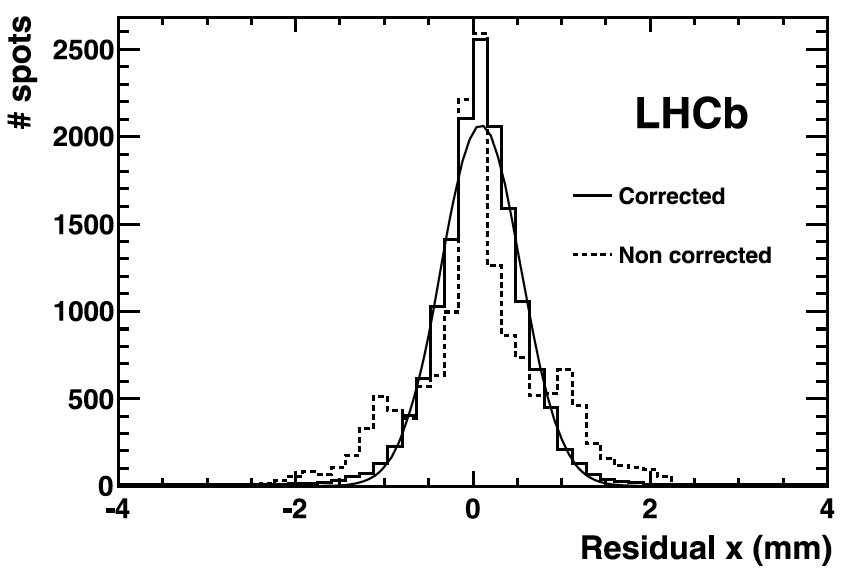 # spots
2500
2000
1500
1000
500
0
LHCb
Corrected
Non corrected
-4 -2 0 2 4
Residual x (mm)